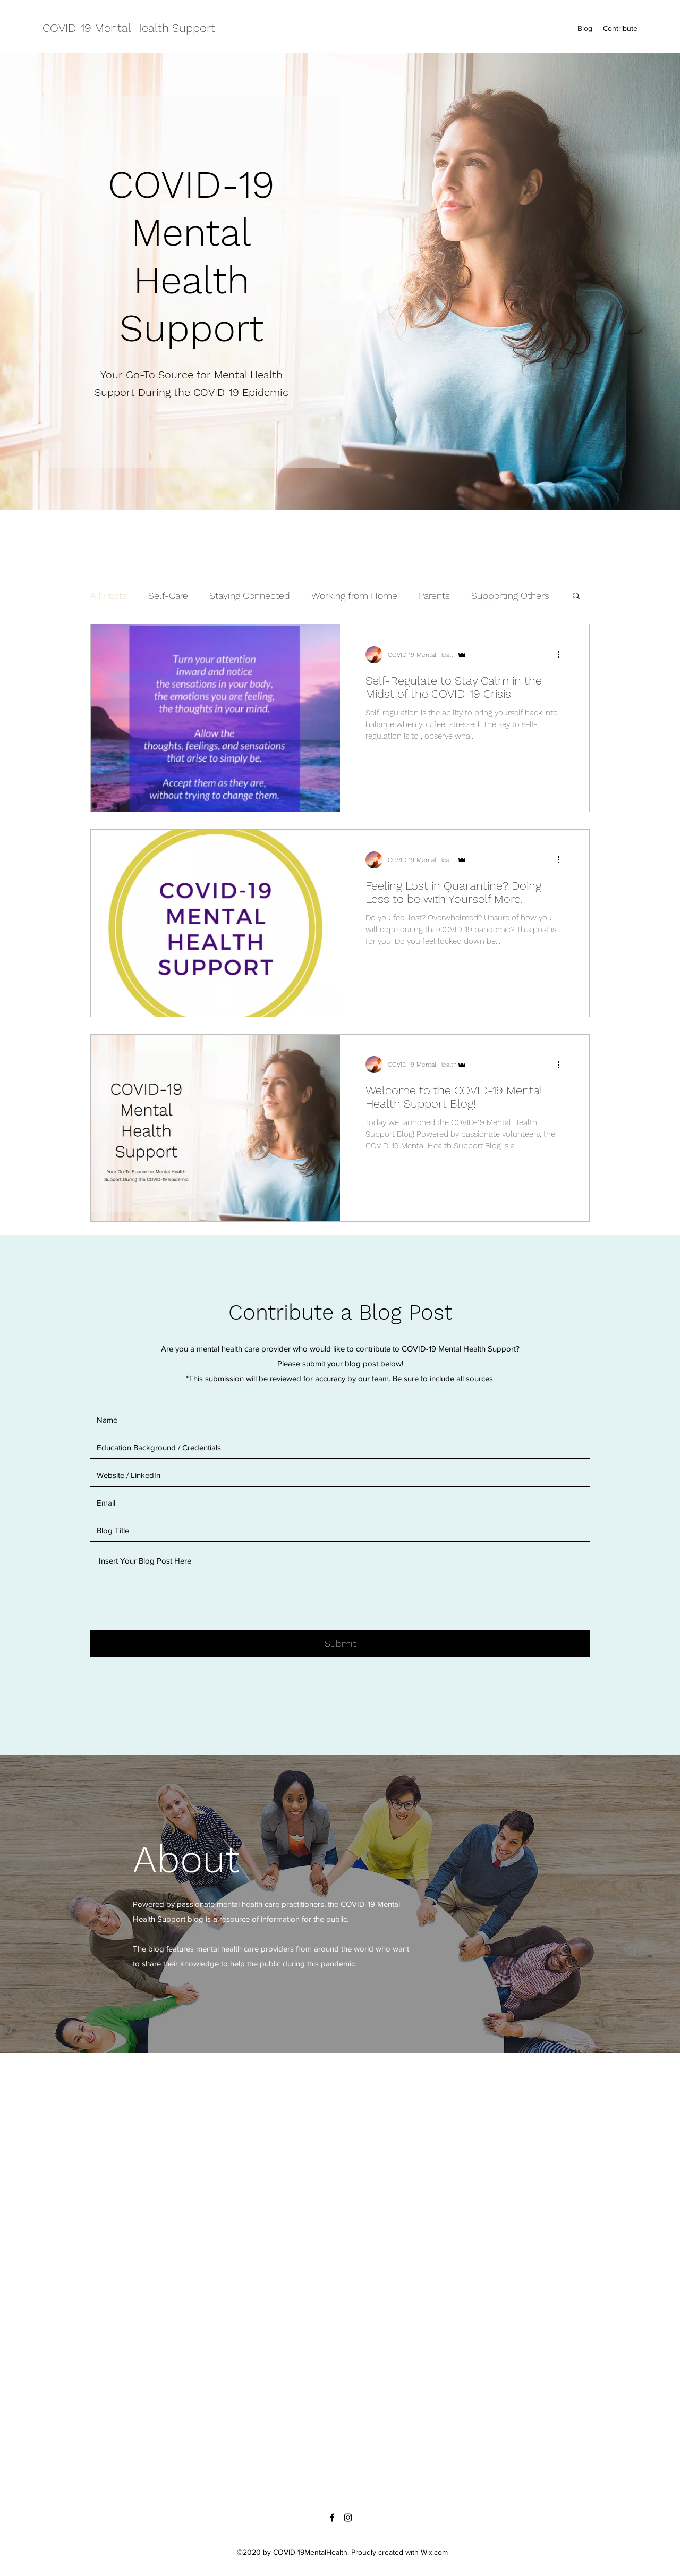 COVID-19 Mental Health Support
Blog Contribute
COVID-19
Mental
Health
Support
Your Go-To Source for Mental Health
Support During the COVID-19 Epidemic
All Posts Self-Care Staying Connected Working from Home Parents Supporting Others
Turn your attention
inward and notice
the sensations in your body,
the emotions you are feeling,
the thoughts in your mind.
Allow the
thoughts, feelings, and sensations
that arise to simply be.
Accept them as they are,
without trying to change them.
COVID-19 Mental Health
Self-Regulate to Stay Calm in the
Midst of the COVID-19 Crisis
Self-regulation is the ability to bring yourself back into
balance when you feel stressed. The key to self-
regulation is to , observe wha...
COVID-19
MENTAL
HEALTH
SUPPORT
COVID-19 Mental Health
Feeling Lost in Quarantine? Doing
Less to be with Yourself More.
Do you feel lost? Overwhelmed? Unsure of how you
will cope during the COVID-19 pandemic? This post is
for you. Do you feel locked down be...
COVID-19
Mental
Health
Support
Your Go-To Source for Mental Health
Support During the COVID-19 Epidemic
COVID-19 Mental Health
Welcome to the COVID-19 Mental
Health Support Blog!
Today we launched the COVID-19 Mental Health
Support Blog! Powered by passionate volunteers, the
COVID-19 Mental Health Support Blog is a...
Contribute a Blog Post
Are you a mental health care provider who would like to contribute to COVID-19 Mental Health Support?
Please submit your blog post below!
*This submission will be reviewed for accuracy by our team. Be sure to include all sources.
Name
Education Background / Credentials
Website / LinkedIn
Email
Blog Title
Insert Your Blog Post Here
Submit
About
Powered by passionate mental health care practitioners, the COVID-19 Mental
Health Support blog is a resource of information for the public.
The blog features mental health care providers from around the world who want
to share their knowledge to help the public during this pandemic.
©2020 by COVID-19MentalHealth. Proudly created with Wix.com